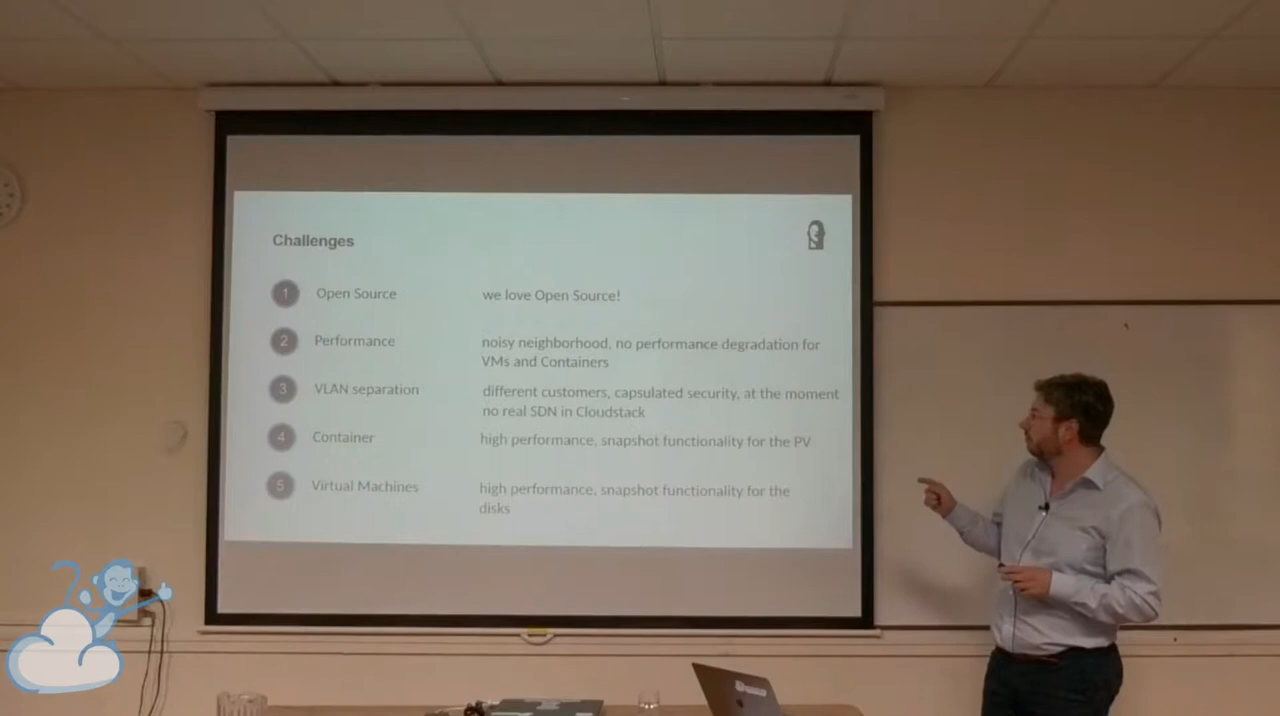 Challenges
1 Open Source we love Open Source!
2 Performance noisy neighborhood, no performance degradation for
VMs and Containers
3 VLAN separation different customers, capsulated security, at the moment
no real SDN in Cloudstack
4 Container high performance, snapshot functionality for the PV
5 Virtual Machines high performance, snapshot functionality for the
disks